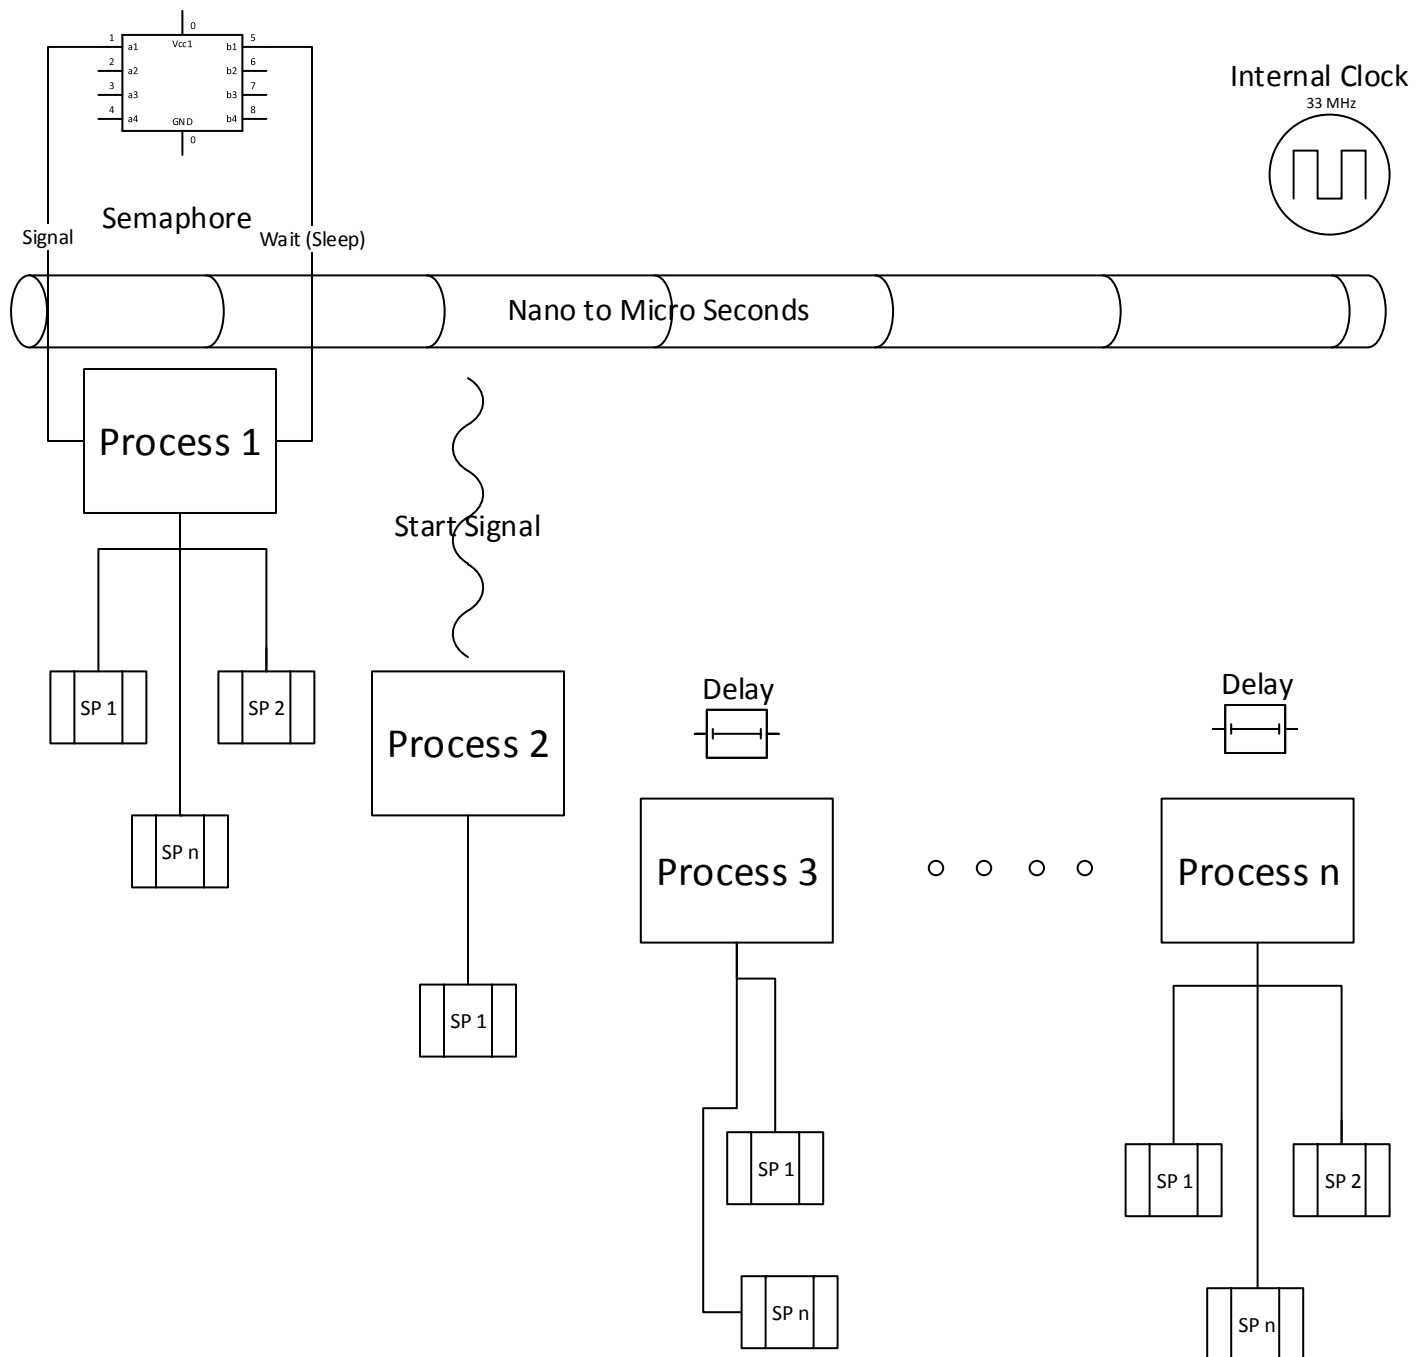 0
1
a1
Vcc1
b1
5
2
a2
b2
6
3
a3
b3
7
4
a4
GND
b4
8
0
Internal Clock
33 MHz
Semaphore
Signal
Wait (Sleep)
Nano to Micro Seconds
Process 1
Start Signal
SP 1
SP 2
SP n
Process 2
SP 1
Delay
Process 3
SP 1
SP n
Delay
Process n
SP 1
SP 2
SP n